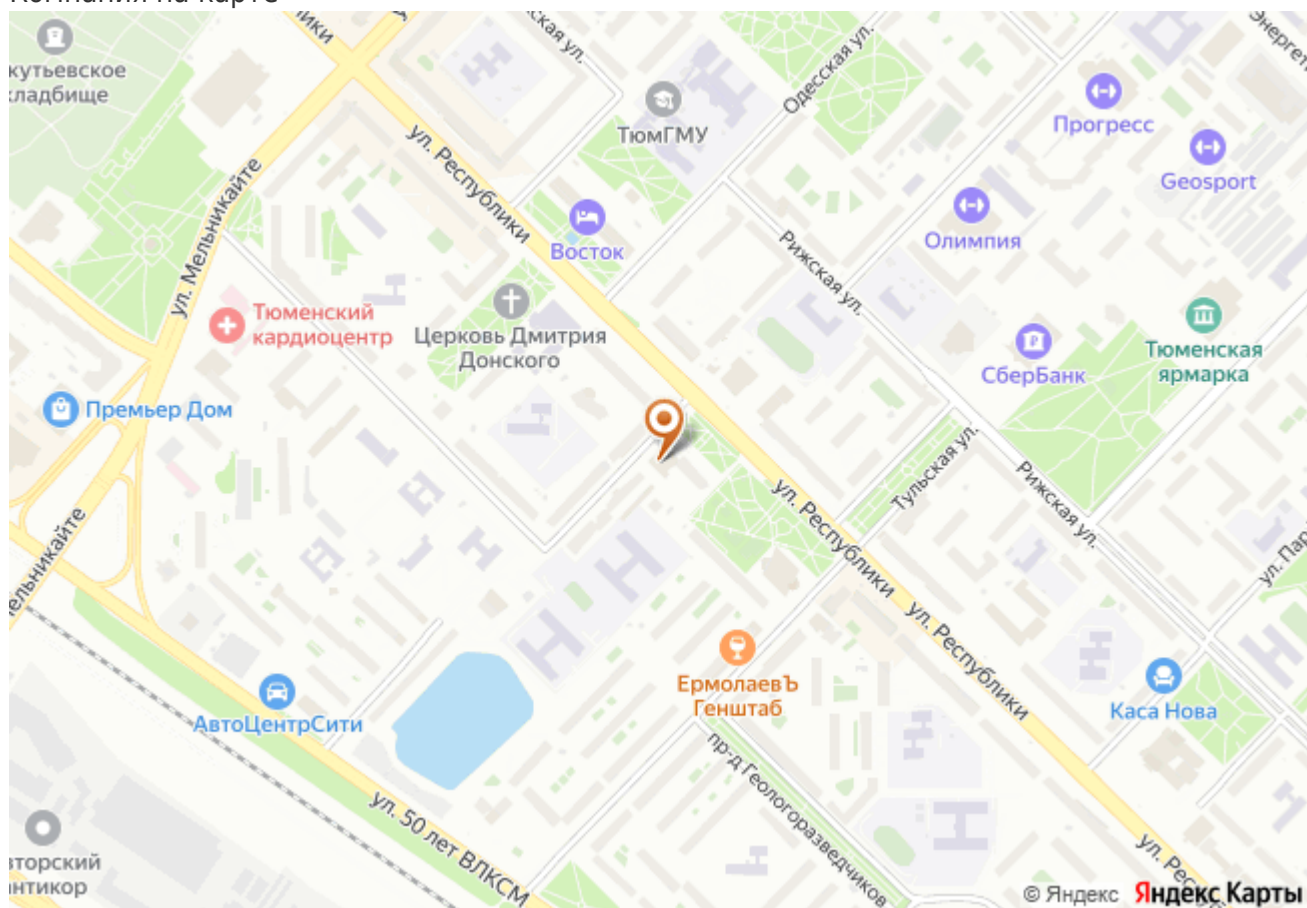 Компания на карте
кутьевское
кладбище
Одесская ул.
ТюмГМУ
Прогресс
Geosport
Олимпия
ул. Республики
ул. Мельникайте
Восток
Рижская ул.
Тюменский
кардиоцентр
Церковь Дмитрия
Донского
СберБанк
Тюменская
ярмарка
Премьер Дом
Тульская ул.
Рижская ул.
ул. Республики
ул. Республики
ЕрмолаевЪ
Генштаб
Каса Нова
АвтоЦентрСити
пр-д Геологоразведчиков
ул. 50 лет ВЛКСМ
© Яндекс Яндекс Карты